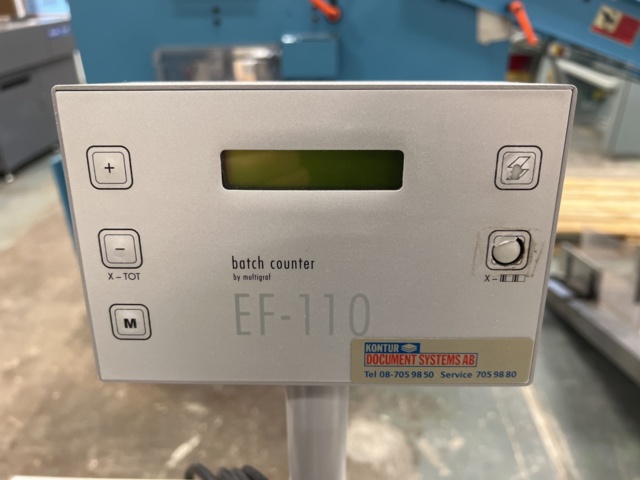 +
–
X – TOT
M
batch counter
by multigraf
EF-110
X –
KONTUR
DOCUMENT SYSTEMS AB
Tel 08-705 98 50 Service 705 98 80